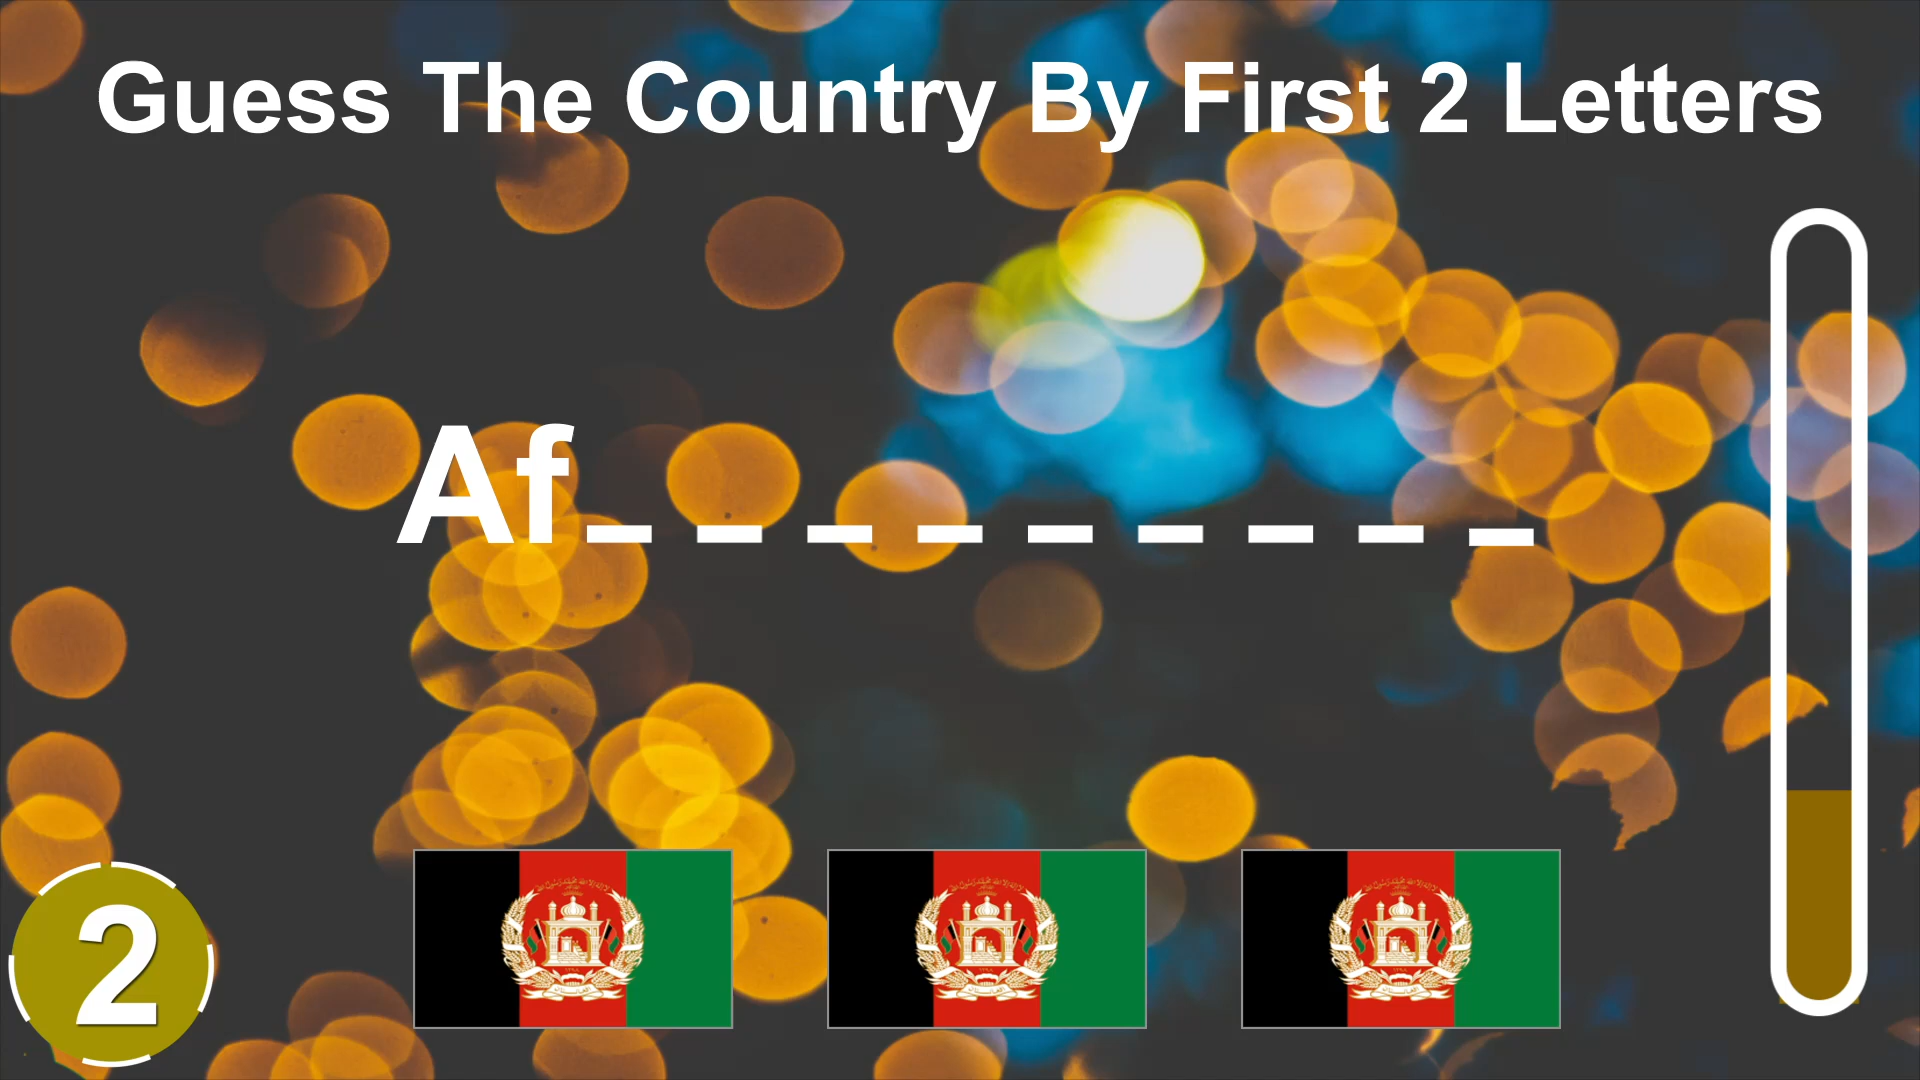 Guess The Country By First 2 Letters
Af_ _ _ _ _ _ _ _ _
2